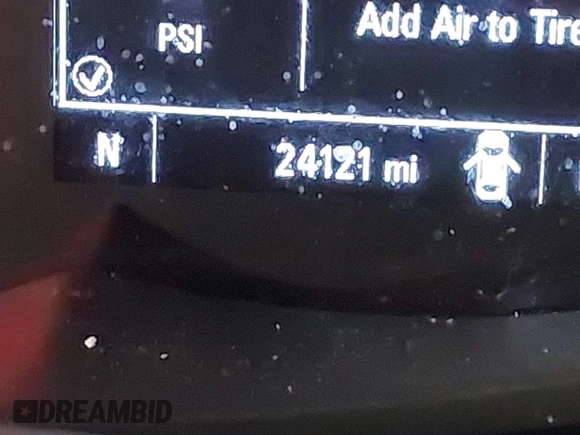 Add Air to Tire
PSI
N 24121 mi
DREAMBID